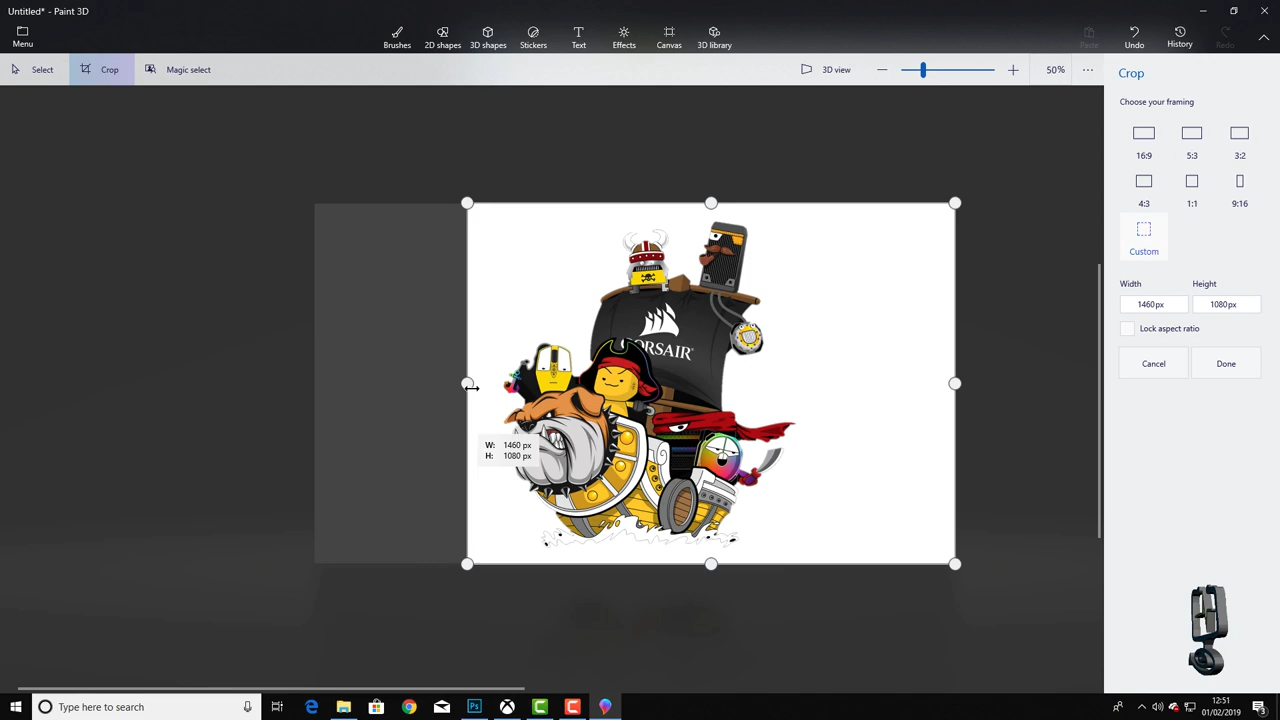 Untitled* - Paint 3D
Menu
Brushes
2D shapes
3D shapes
Stickers
Text
Effects
Canvas
3D library
Paste
Undo
History
Redo
Select
Crop
Magic select
3D view
50%
Crop
Choose your framing
16:9
5:3
3:2
4:3
1:1
9:16
Custom
Width
Height
1460px
1080px
Lock aspect ratio
Cancel
Done
CORSAIR™
W: 1460 px
H: 1080 px
Type here to search
Ps
12:51
01/02/2019
3